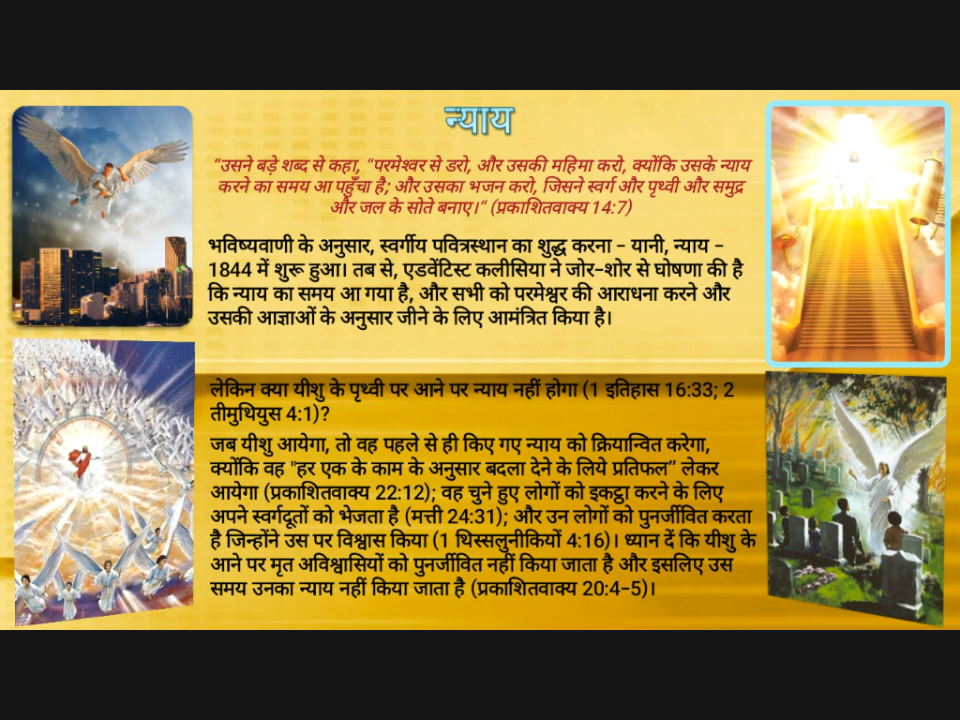 न्याय
“उसने बड़े शब्द से कहा, “परमेश्वर से डरो, और उसकी महिमा करो, क्योंकि उसके न्याय
करने का समय आ पहुँचा है; और उसका भजन करो, जिसने स्वर्ग और पृथ्वी और समुद्र
और जल के सोते बनाए।” (प्रकाशितवाक्य 14:7)
भविष्यवाणी के अनुसार, स्वर्गीय पवित्रस्थान का शुद्ध करना - यानी, न्याय -
1844 में शुरू हुआ। तब से, एडवेंटिस्ट कलीसिया ने जोर-शोर से घोषणा की है
कि न्याय का समय आ गया है, और सभी को परमेश्वर की आराधना करने और
उसकी आज्ञाओं के अनुसार जीने के लिए आमंत्रित किया है।
लेकिन क्या यीशु के पृथ्वी पर आने पर न्याय नहीं होगा (1 इतिहास 16:33; 2
तीमुथियुस 4:1)?
जब यीशु आयेगा, तो वह पहले से ही किए गए न्याय को क्रियान्वित करेगा,
क्योंकि वह "हर एक के काम के अनुसार बदला देने के लिये प्रतिफल” लेकर
आयेगा (प्रकाशितवाक्य 22:12); वह चुने हुए लोगों को इकट्ठा करने के लिए
अपने स्वर्गदूतों को भेजता है (मत्ती 24:31); और उन लोगों को पुनर्जीवित करता
है जिन्होंने उस पर विश्वास किया (1 थिस्सलुनीकियों 4:16)। ध्यान दें कि यीशु के
आने पर मृत अविश्वासियों को पुनर्जीवित नहीं किया जाता है और इसलिए उस
समय उनका न्याय नहीं किया जाता है (प्रकाशितवाक्य 20:4-5)।